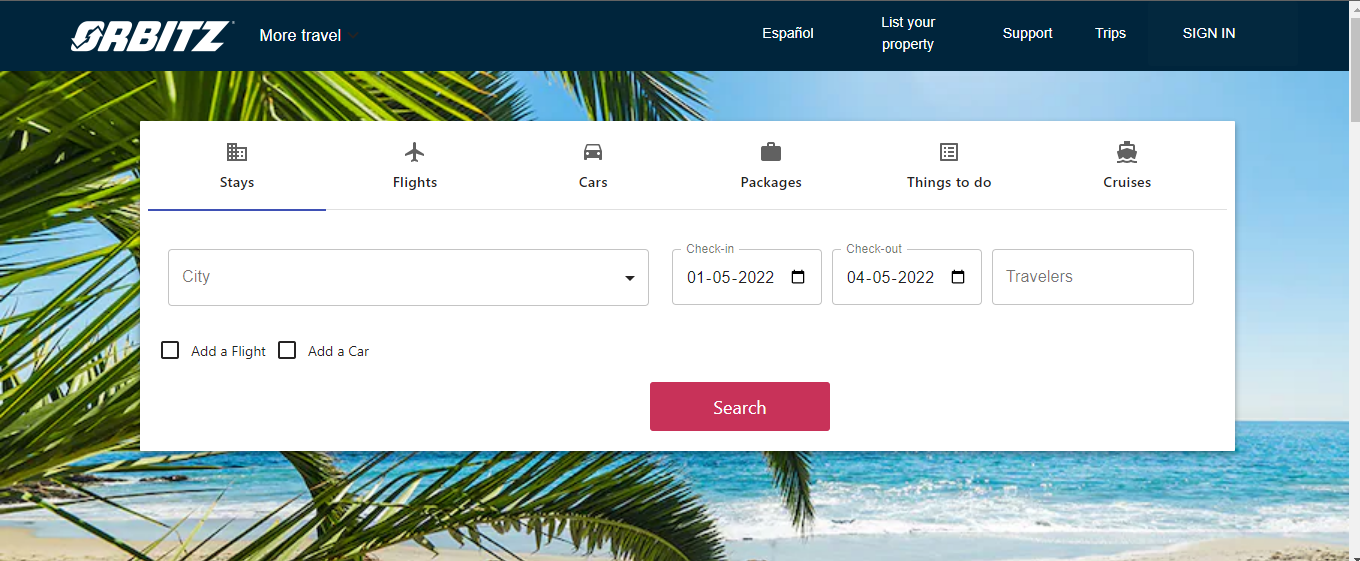 ORBITZ
More travel
Español
List your
property
Support
Trips
SIGN IN
Stays
Flights
Cars
Packages
Things to do
Cruises
City
Check-in
01-05-2022
Check-out
04-05-2022
Travelers
Add a Flight
Add a Car
Search